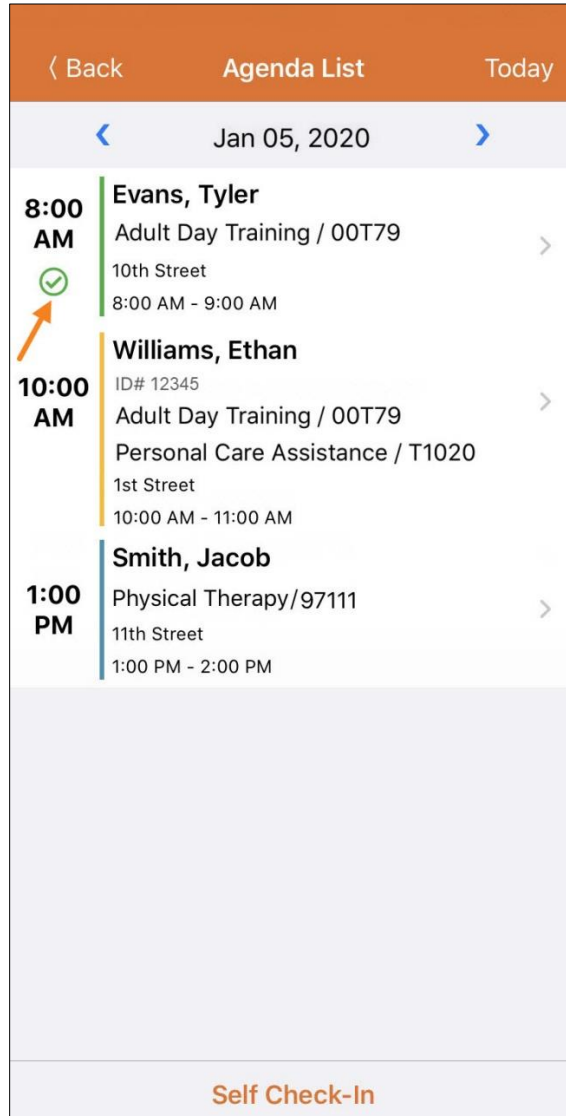 Back Agenda List Today
Jan 05, 2020
8:00 AM
Evans, Tyler
Adult Day Training / 00T79
10th Street
8:00 AM - 9:00 AM
10:00 AM
Williams, Ethan
ID# 12345
Adult Day Training / 00T79
Personal Care Assistance / T1020
1st Street
10:00 AM - 11:00 AM
1:00 PM
Smith, Jacob
Physical Therapy/97111
11th Street
1:00 PM - 2:00 PM
Self Check-In